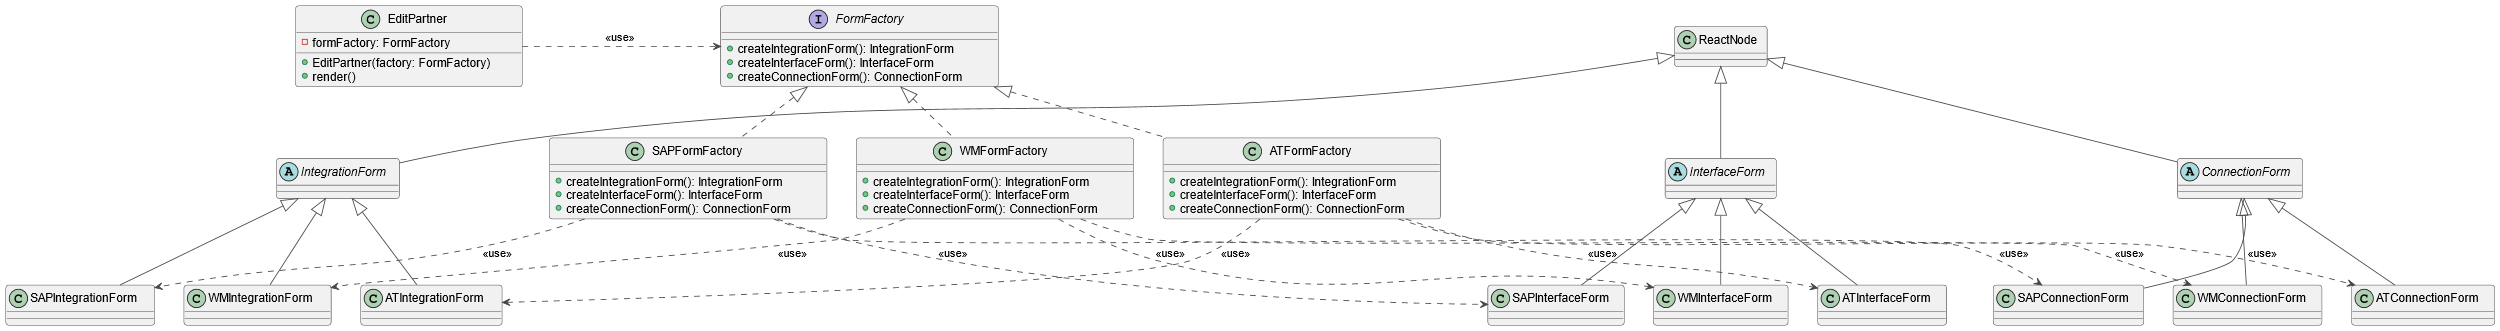 C EditPartner
formFactory: FormFactory
EditPartner(factory: FormFactory)
render()
«use»
I FormFactory
createIntegrationForm(): IntegrationForm
createInterfaceForm(): InterfaceForm
createConnectionForm(): ConnectionForm
C ReactNode
A IntegrationForm
C SAPFormFactory
createIntegrationForm(): IntegrationForm
createInterfaceForm(): InterfaceForm
createConnectionForm(): ConnectionForm
C WMFormFactory
createIntegrationForm(): IntegrationForm
createInterfaceForm(): InterfaceForm
createConnectionForm(): ConnectionForm
C ATFormFactory
createIntegrationForm(): IntegrationForm
createInterfaceForm(): InterfaceForm
createConnectionForm(): ConnectionForm
A InterfaceForm
A ConnectionForm
«use»
«use»
«use»
«use»
«use»
«use»
«use»
«use»
«use»
C SAPIntegrationForm
C WMIntegrationForm
C ATIntegrationForm
C SAPInterfaceForm
C WMInterfaceForm
C ATInterfaceForm
C SAPConnectionForm
C WMConnectionForm
C ATConnectionForm